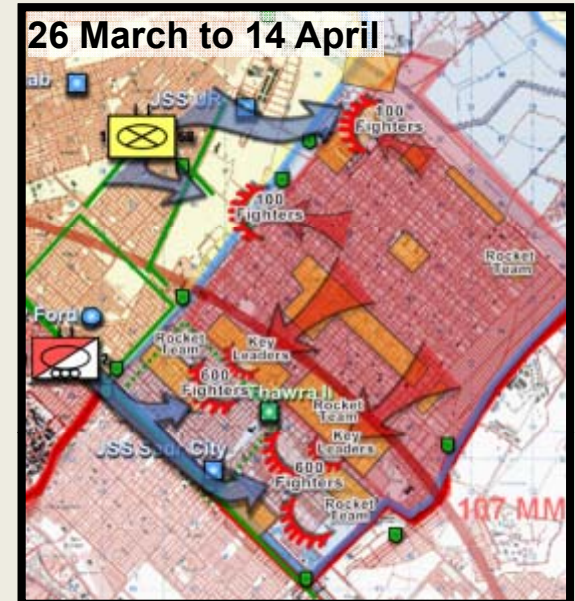 26 March to 14 April
JSS UR
100
Fighters
100
Fighters
Rocket
Team
Ford
Rocket
Team
Key
Leaders
600
Fighters
Thawra II
Rocket
Team
JSS Sadr City
Key
Leaders
600
Fighters
Rocket
Team
107 MM